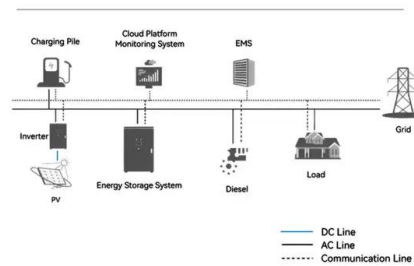 Charging Pile
Cloud Platform
Monitoring System
EMS
Grid
Inverter
PV
Energy Storage System
Diesel
Load
DC Line
AC Line
Communication Line